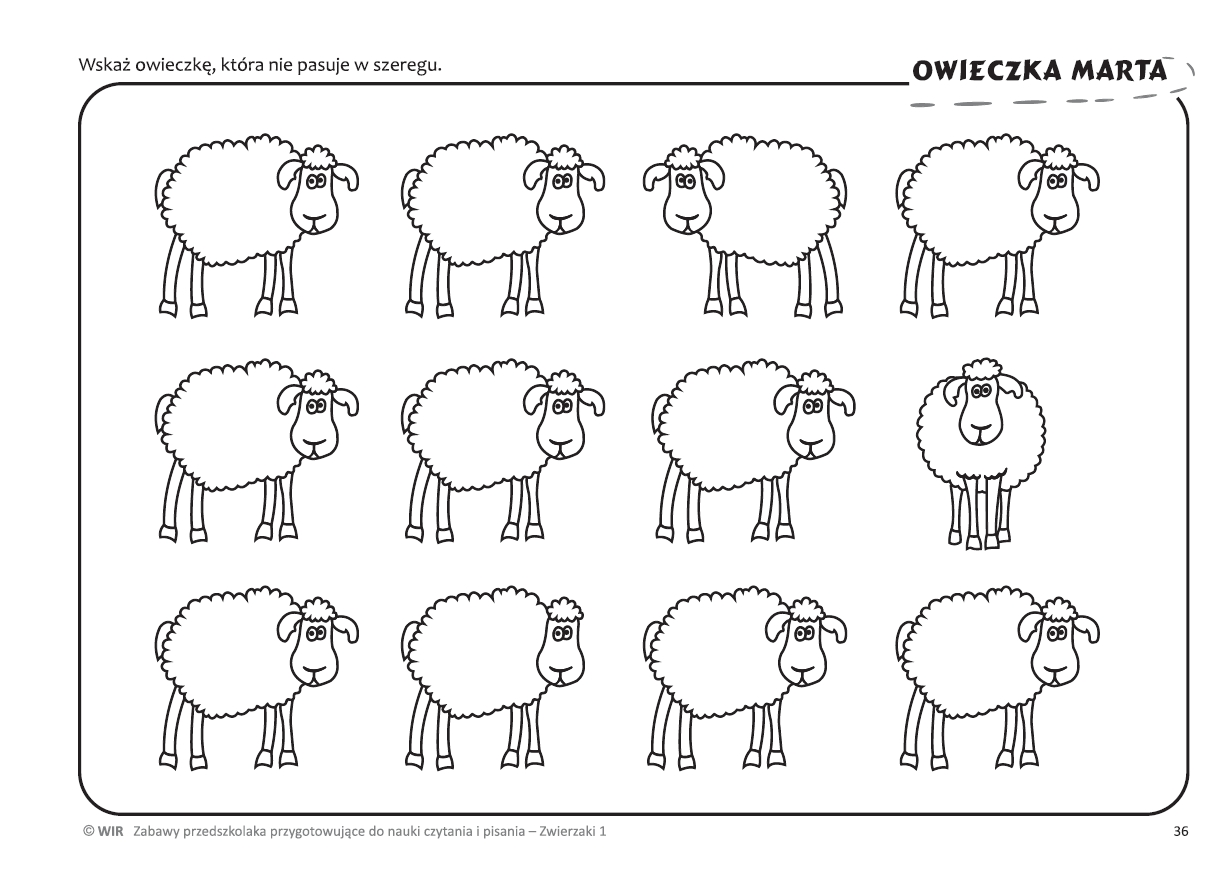 Wskaż owieczkę, która nie pasuje w szeregu.
OWIECZKA MARTA
© WIR Zabawy przedszkolaka przygotowujące do nauki czytania i pisania – Zwierzaki 1
36